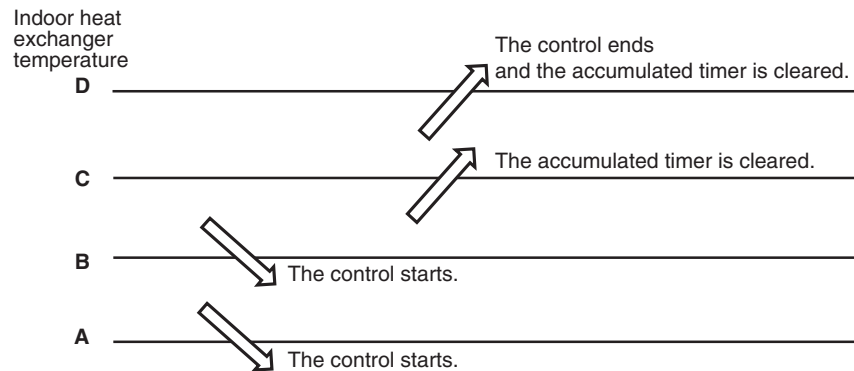 Indoor heat
exchanger
temperature
The control ends
and the accumulated timer is cleared.
D
The accumulated timer is cleared.
C
B
The control starts.
A
The control starts.